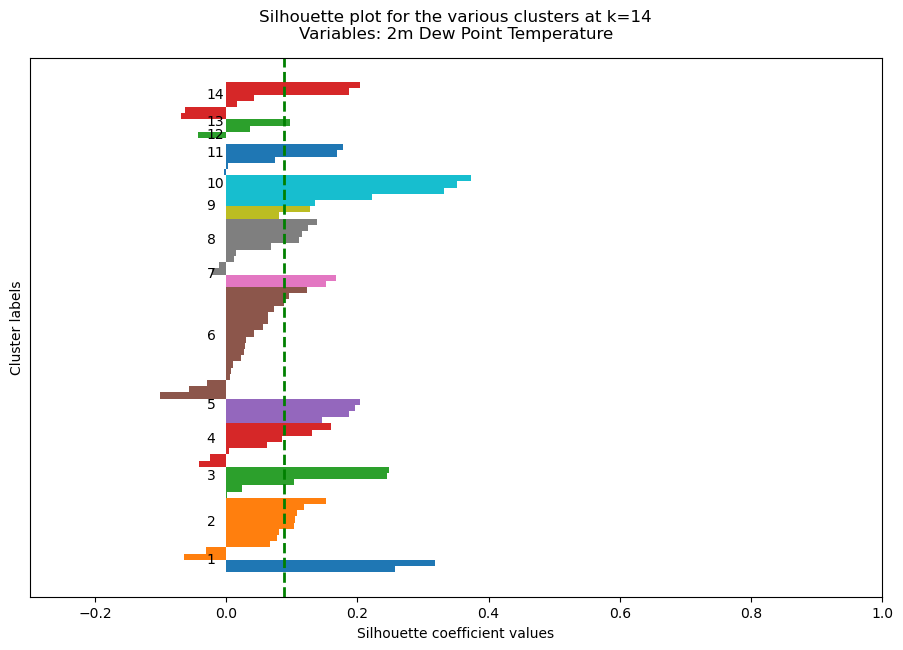 Silhouette plot for the various clusters at k=14
Variables: 2m Dew Point Temperature
Cluster labels
14
13
12
11
10
9
8
7
6
5
4
3
2
1
−0.2 0.0 0.2 0.4 0.6 0.8 1.0
Silhouette coefficient values